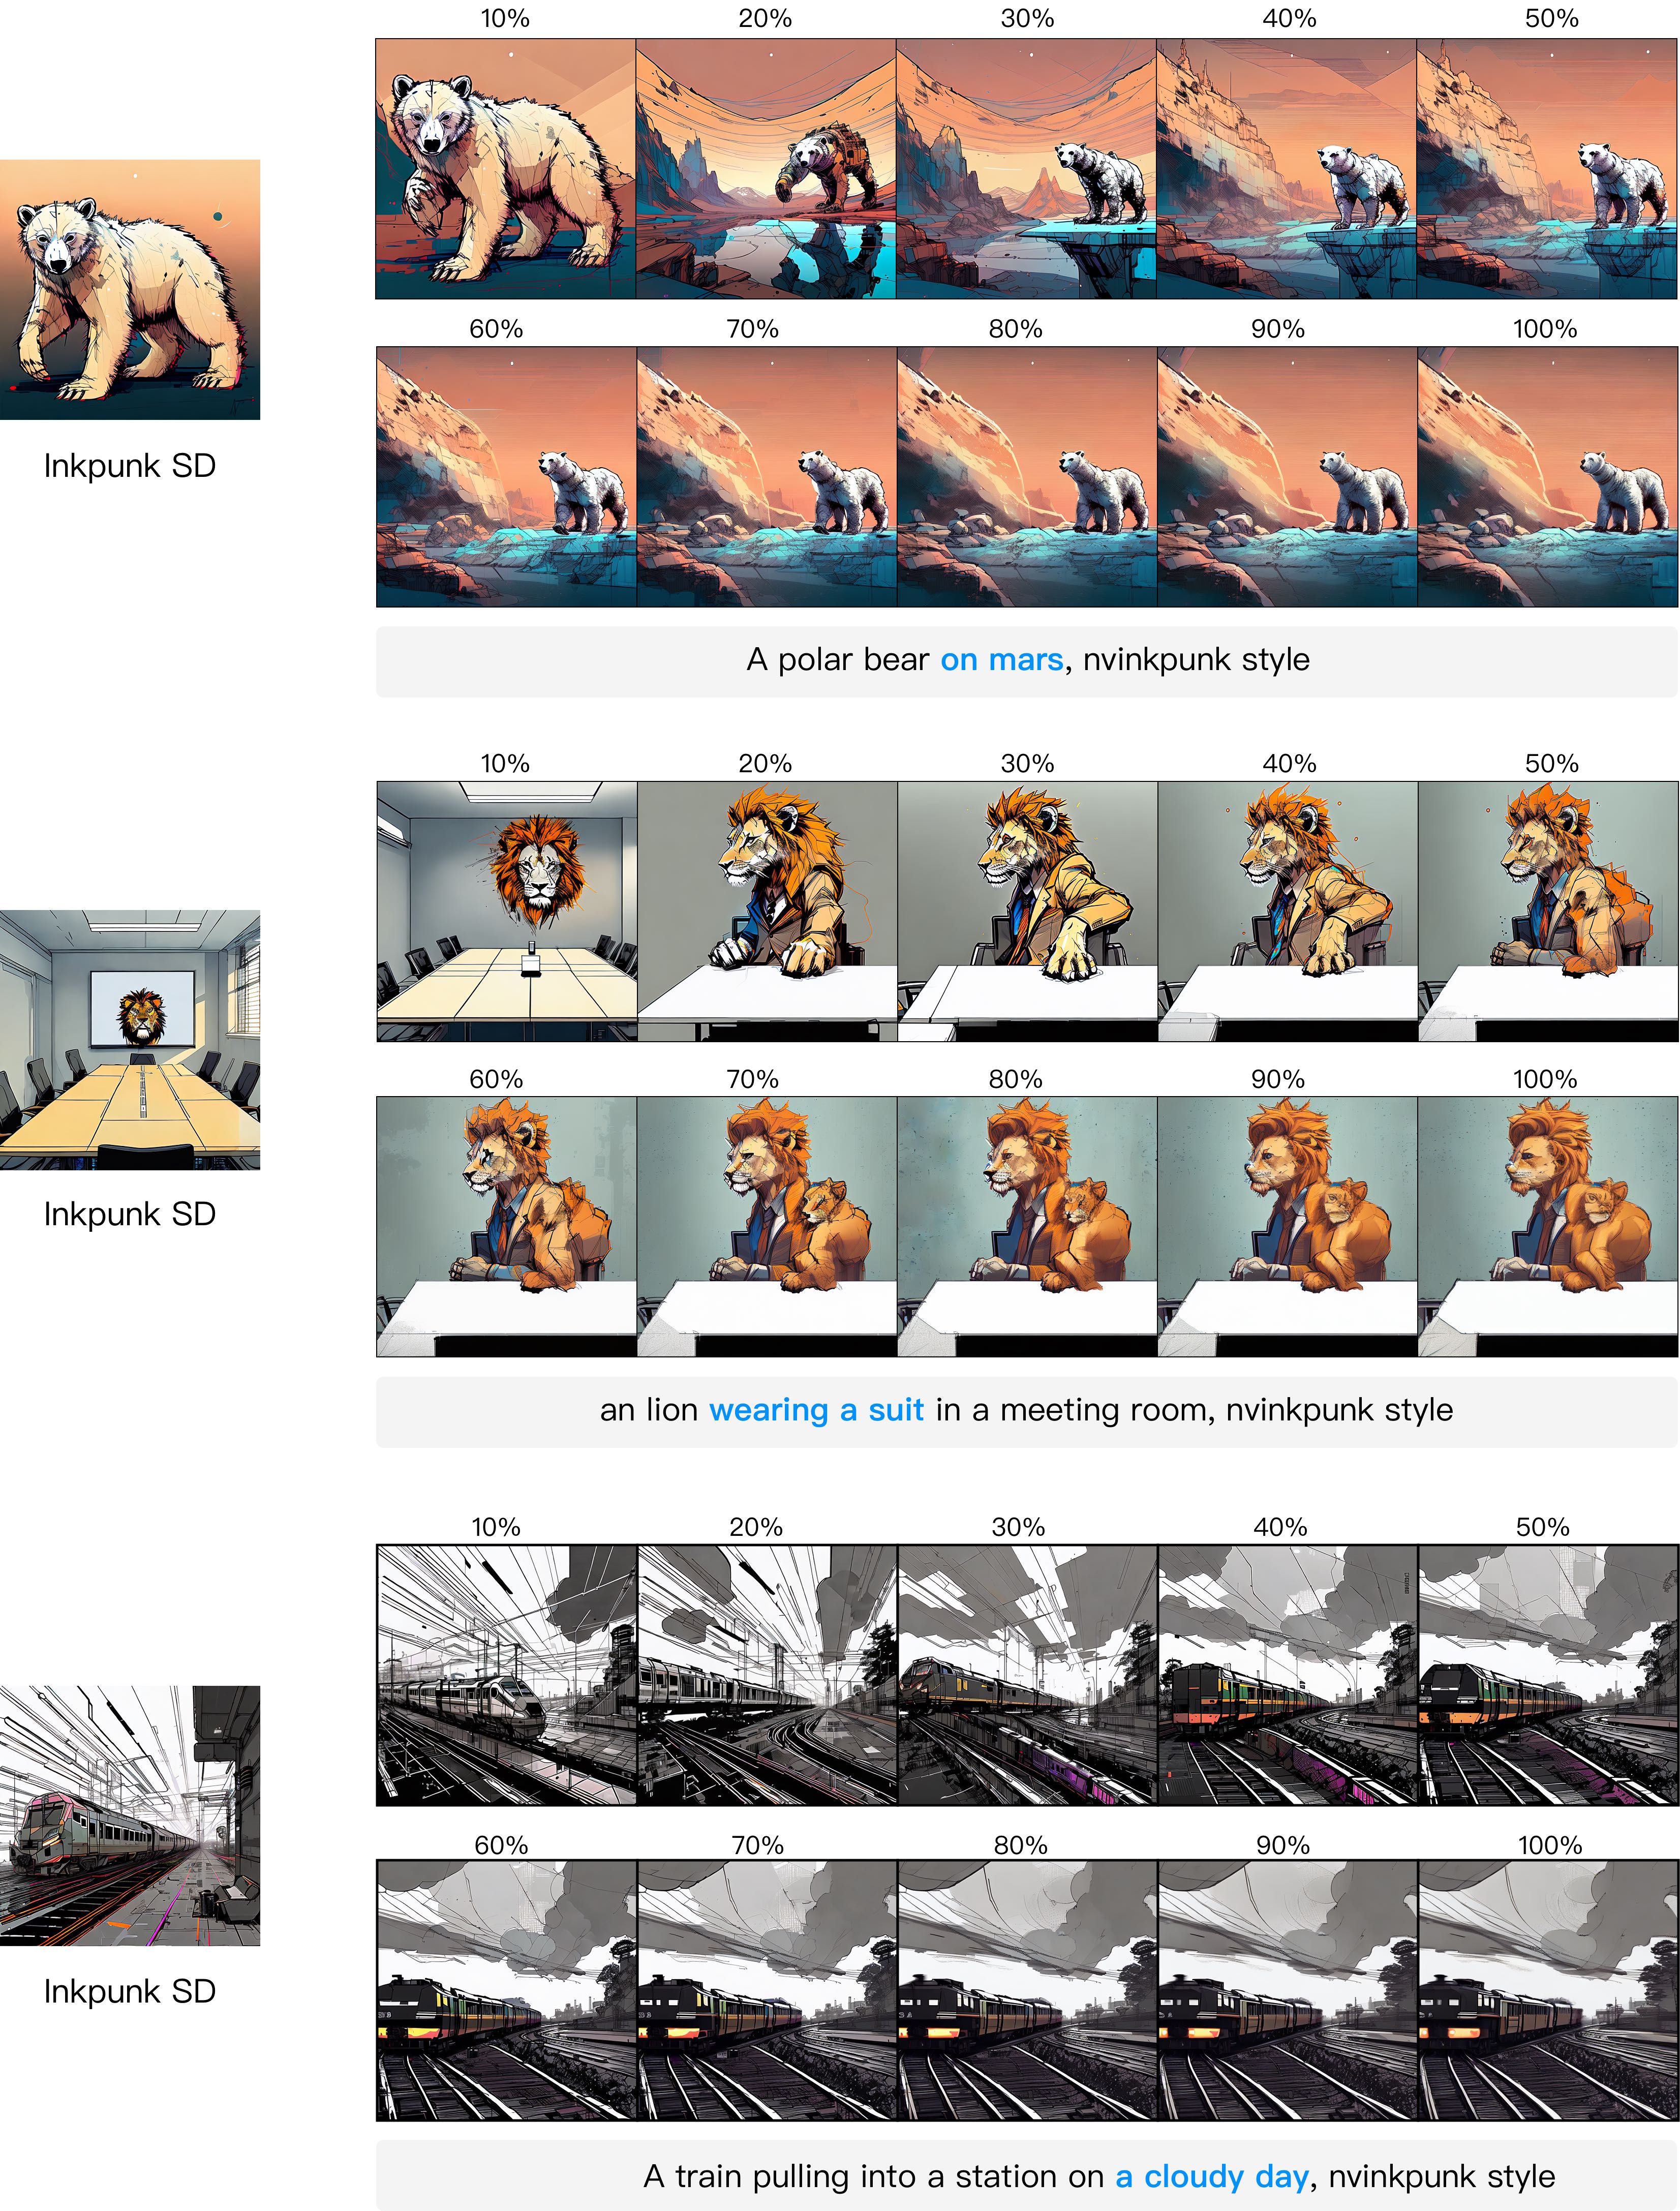 10% 20% 30% 40% 50%
60% 70% 80% 90% 100%
Inkpunk SD
A polar bear on mars, nvinkpunk style
10% 20% 30% 40% 50%
60% 70% 80% 90% 100%
Inkpunk SD
an lion wearing a suit in a meeting room, nvinkpunk style
10% 20% 30% 40% 50%
60% 70% 80% 90% 100%
Inkpunk SD
A train pulling into a station on a cloudy day, nvinkpunk style